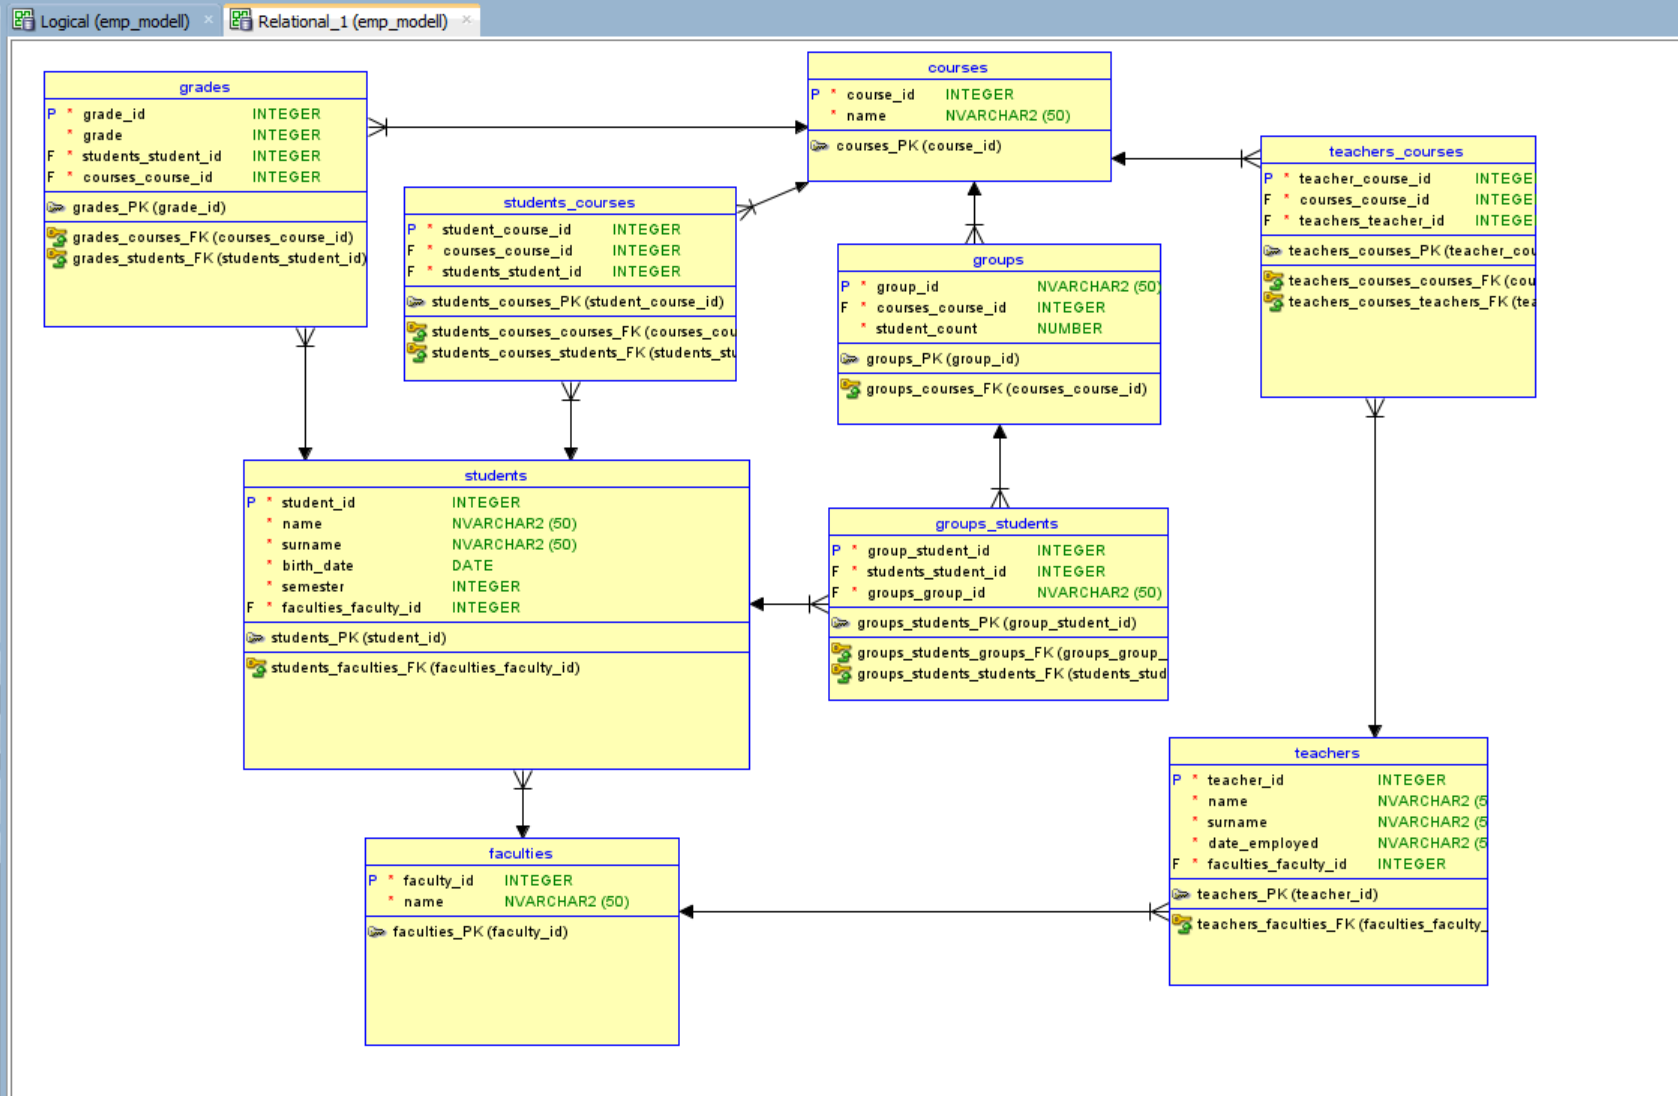 Logical (emp_modell)
Relational_1 (emp_modell)
grades
P * grade_id INTEGER
* grade INTEGER
F * students_student_id INTEGER
F * courses_course_id INTEGER
grades_PK (grade_id)
grades_courses_FK (courses_course_id)
grades_students_FK (students_student_id)
courses
P * course_id INTEGER
* name NVARCHAR2 (50)
courses_PK (course_id)
teachers_courses
P * teacher_course_id INTEGE
F * courses_course_id INTEGE
F * teachers_teacher_id INTEGE
teachers_courses_PK (teacher_cou
teachers_courses_courses_FK (cou
teachers_courses_teachers_FK (tea
students_courses
P * student_course_id INTEGER
F * courses_course_id INTEGER
F * students_student_id INTEGER
students_courses_PK (student_course_id)
students_courses_courses_FK (courses_cou
students_courses_students_FK (students_stu
groups
P * group_id NVARCHAR2 (50)
F * courses_course_id INTEGER
* student_count NUMBER
groups_PK (group_id)
groups_courses_FK (courses_course_id)
students
P * student_id INTEGER
* name NVARCHAR2 (50)
* surname NVARCHAR2 (50)
* birth_date DATE
* semester INTEGER
F * faculties_faculty_id INTEGER
students_PK (student_id)
students_faculties_FK (faculties_faculty_id)
groups_students
P * group_student_id INTEGER
F * students_student_id INTEGER
F * groups_group_id NVARCHAR2 (50)
groups_students_PK (group_student_id)
groups_students_groups_FK (groups_group_
groups_students_students_FK (students_stud
teachers
P * teacher_id INTEGER
* name NVARCHAR2 (5
* surname NVARCHAR2 (5
* date_employed NVARCHAR2 (5
F * faculties_faculty_id INTEGER
teachers_PK (teacher_id)
teachers_faculties_FK (faculties_faculty_
faculties
P * faculty_id INTEGER
* name NVARCHAR2 (50)
faculties_PK (faculty_id)